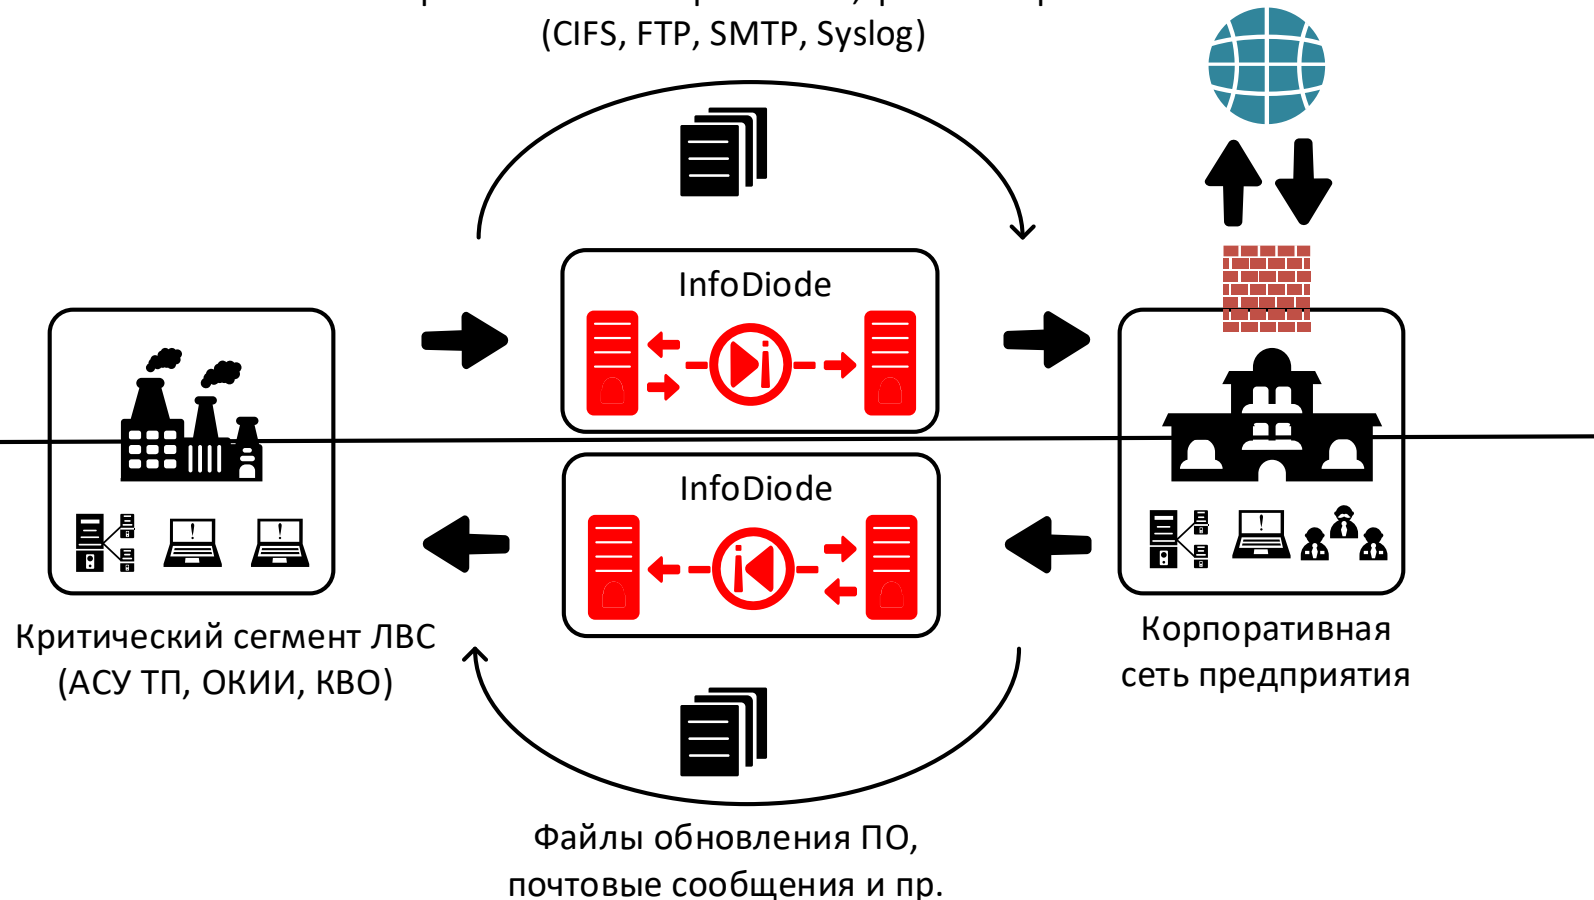 (CIFS, FTP, SMTP, Syslog)
InfoDiode
InfoDiode
Критический сегмент ЛВС
(АСУ ТП, ОКИИ, КВО)
Корпоративная
сеть предприятия
Файлы обновления ПО,
почтовые сообщения и пр.